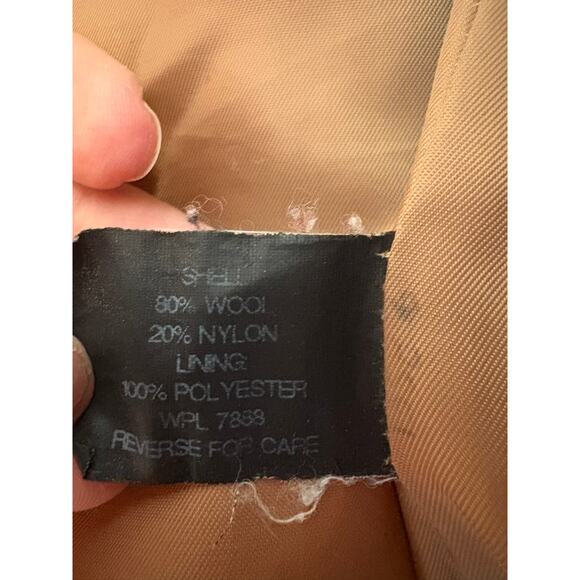 SHELL
80% WOOL
20% NYLON
LINING:
100% POLYESTER
WPL 7888
REVERSE FOR CARE